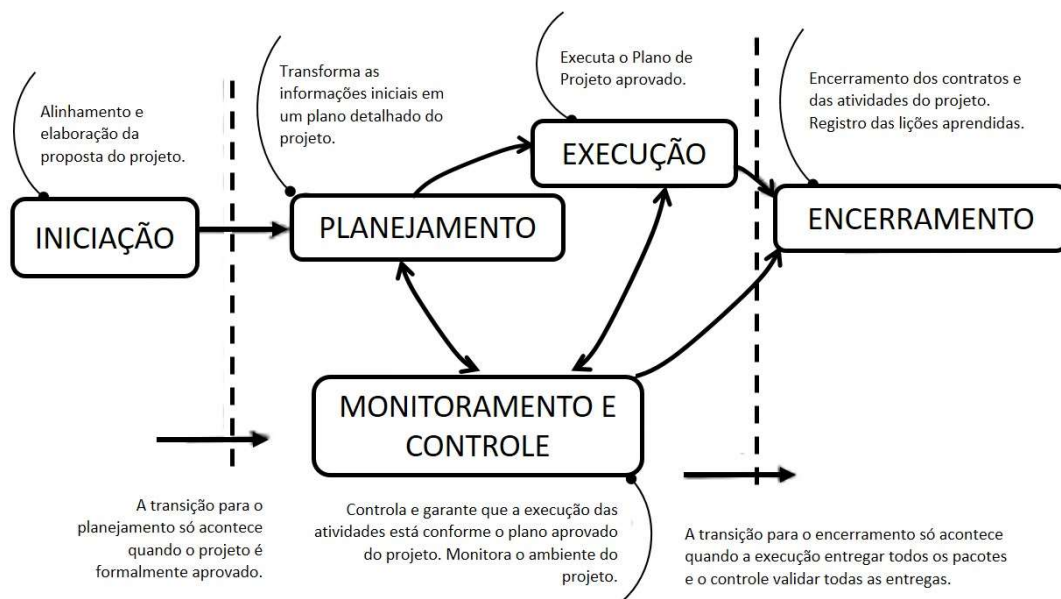 Alinhamento e
elaboração da
proposta do projeto.
INICIAÇÃO
Transforma as
informações iniciais em
um plano detalhado do
projeto.
PLANEJAMENTO
Executa o Plano de
Projeto aprovado.
EXECUÇÃO
Encerramento dos contratos e
das atividades do projeto.
Registro das lições aprendidas.
ENCERRAMENTO
MONITORAMENTO E
CONTROLE
A transição para o
planejamento só acontece
quando o projeto é
formalmente aprovado.
Controla e garante que a execução das
atividades está conforme o plano aprovado
do projeto. Monitora o ambiente do
projeto.
A transição para o encerramento só acontece
quando a execução entregar todos os pacotes
e o controle validar todas as entregas.